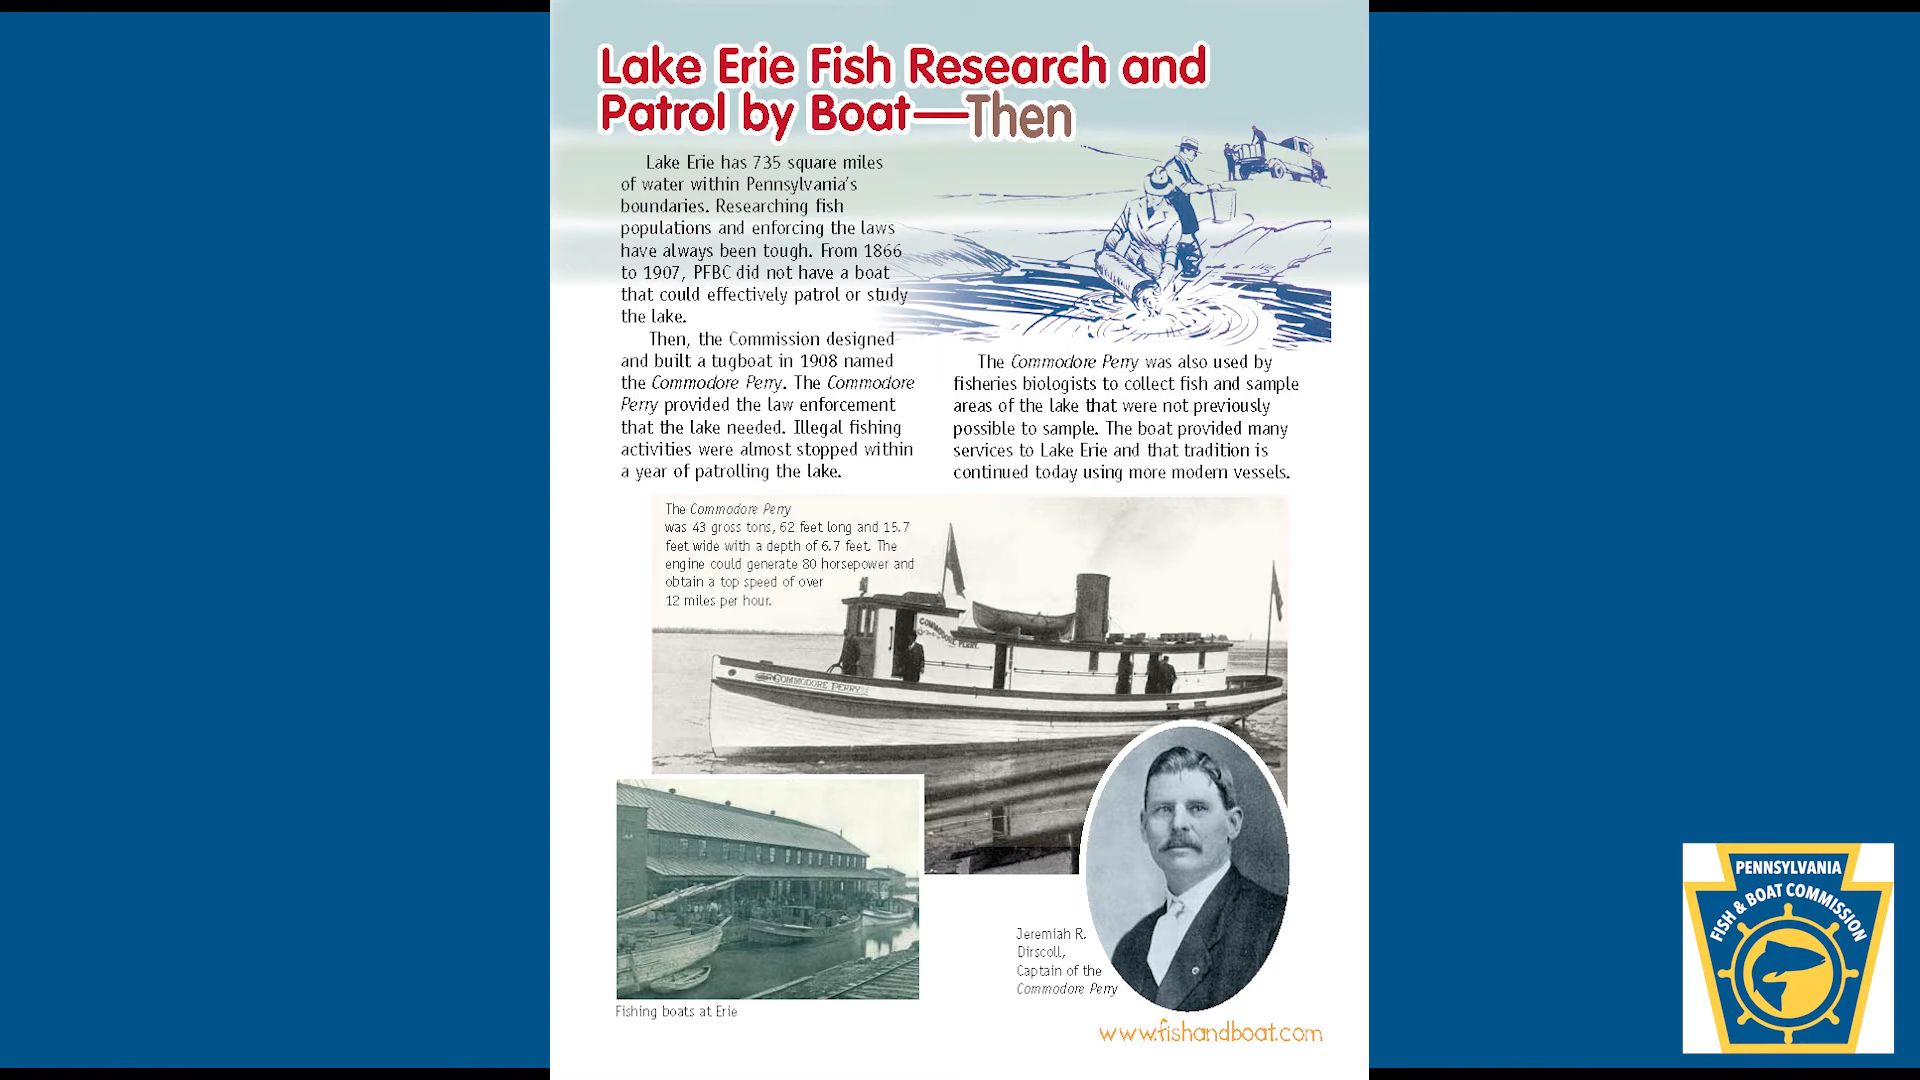 Lake Erie Fish Research and
Patrol by Boat—Then
Lake Erie has 735 square miles
of water within Pennsylvania's
boundaries. Researching fish
populations and enforcing the laws
have always been tough. From 1866
to 1907, PFBC did not have a boat
that could effectively patrol or study
the lake.
Then, the Commission designed
and built a tugboat in 1908 named
the Commodore Perry. The Commodore
Perry provided the law enforcement
that the lake needed. Illegal fishing
activities were almost stopped within
a year of patrolling the lake.
The Commodore Perry was also used by
fisheries biologists to collect fish and sample
areas of the lake that were not previously
possible to sample. The boat provided many
services to Lake Erie and that tradition is
continued today using more modern vessels.
The Commodore Perry
was 43 gross tons, 62 feet long and 15.7
feet wide with a depth of 6.7 feet. The
engine could generate 80 horsepower and
obtain a top speed of over
12 miles per hour.
COMMODORE PERRY
COMMODORE PERRY
Fishing boats at Erie
Jeremiah R.
Dirscoll,
Captain of the
Commodore Perry
www.fishandboat.com
PENNSYLVANIA
FISH & BOAT COMMISSION